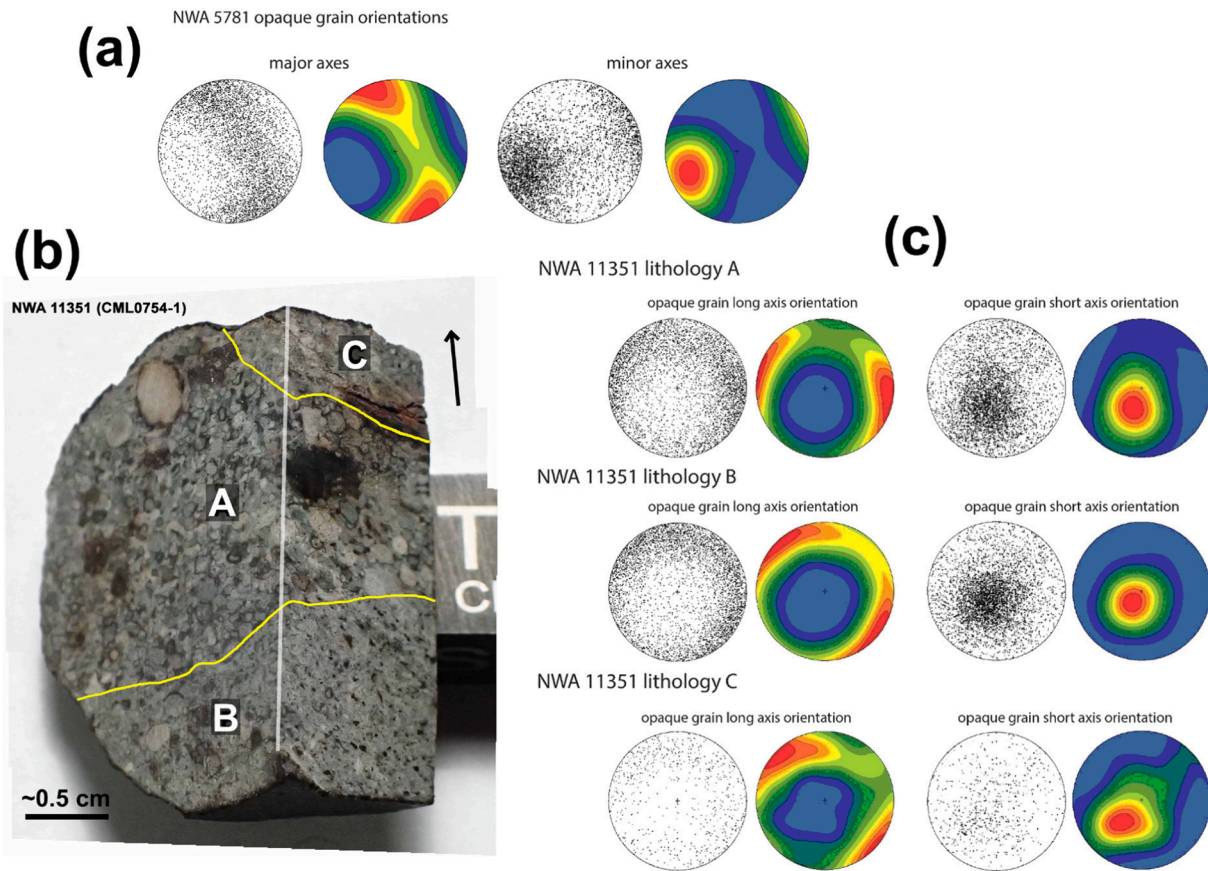 NWA 5781 opaque grain orientations
(a)
major axes
minor axes
(b)
(c)
NWA 11351 (CML0754-1)
C
A
B
~0.5 cm
T
NWA 11351 lithology A
opaque grain long axis orientation
opaque grain short axis orientation
NWA 11351 lithology B
opaque grain long axis orientation
opaque grain short axis orientation
NWA 11351 lithology C
opaque grain long axis orientation
opaque grain short axis orientation